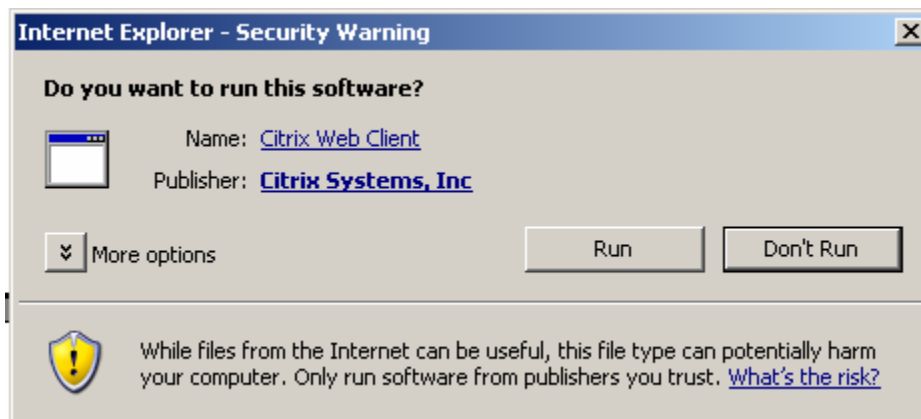 Internet Explorer - Security Warning
Do you want to run this software?
Name: Citrix Web Client
Publisher: Citrix Systems, Inc
More options
Run
Don't Run
While files from the Internet can be useful, this file type can potentially harm
your computer. Only run software from publishers you trust. What's the risk?